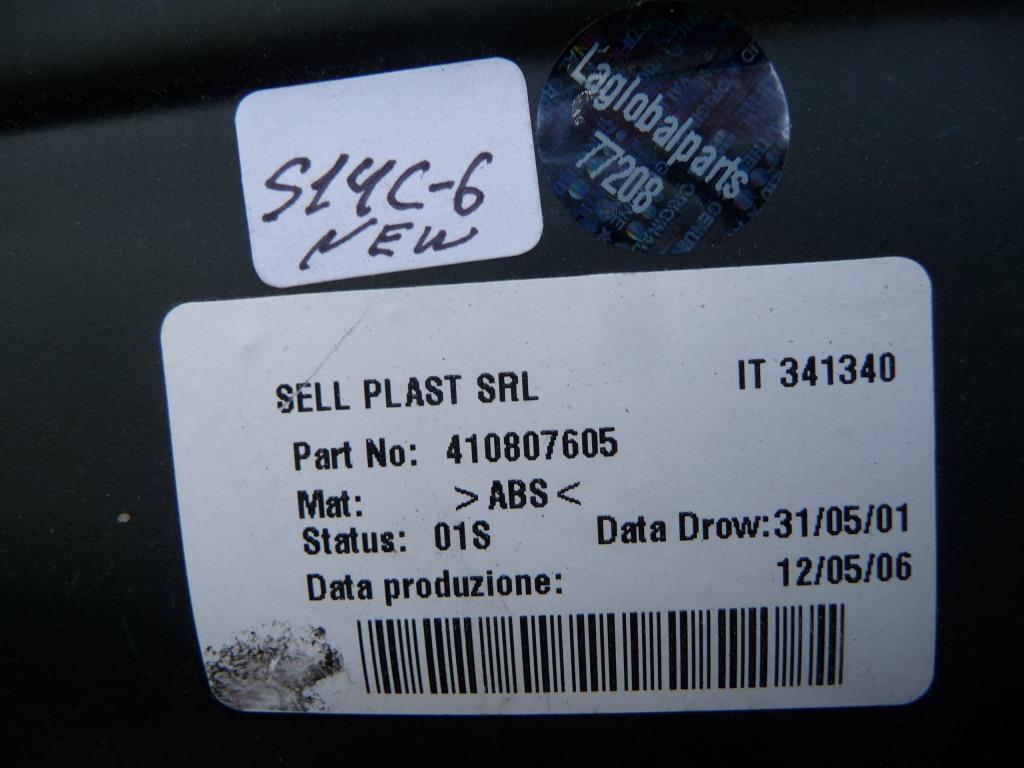 S14C-6
NEW
Laglobalparts
77208
SELL PLAST SRL IT 341340
Part No: 410807605
Mat: >ABS<
Status: 01S Data Drow:31/05/01
Data produzione: 12/05/06